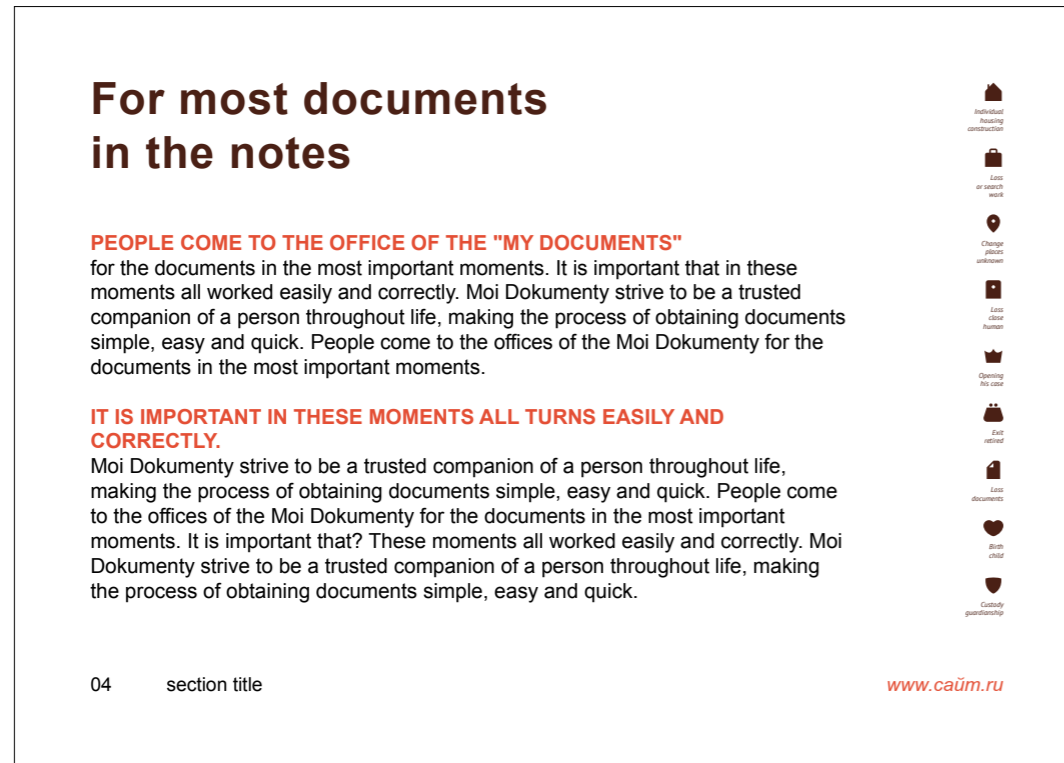 For most documents
in the notes
PEOPLE COME TO THE OFFICE OF THE "MY DOCUMENTS"
for the documents in the most important moments. It is important that in these
moments all worked easily and correctly. Moi Dokumenty strive to be a trusted
companion of a person throughout life, making the process of obtaining documents
simple, easy and quick. People come to the offices of the Moi Dokumenty for the
documents in the most important moments.
IT IS IMPORTANT IN THESE MOMENTS ALL TURNS EASILY AND
CORRECTLY.
Moi Dokumenty strive to be a trusted companion of a person throughout life,
making the process of obtaining documents simple, easy and quick. People come
to the offices of the Moi Dokumenty for the documents in the most important
moments. It is important that? These moments all worked easily and correctly. Moi
Dokumenty strive to be a trusted companion of a person throughout life, making
the process of obtaining documents simple, easy and quick.
Individual
housing
construction
Loss
or search
work
Change
places
unknown
Loss
close
human
Opening
his case
Exit
retired
Loss
documents
Birth
child
Custody
guardianship
04 section title
www.сайт.ru